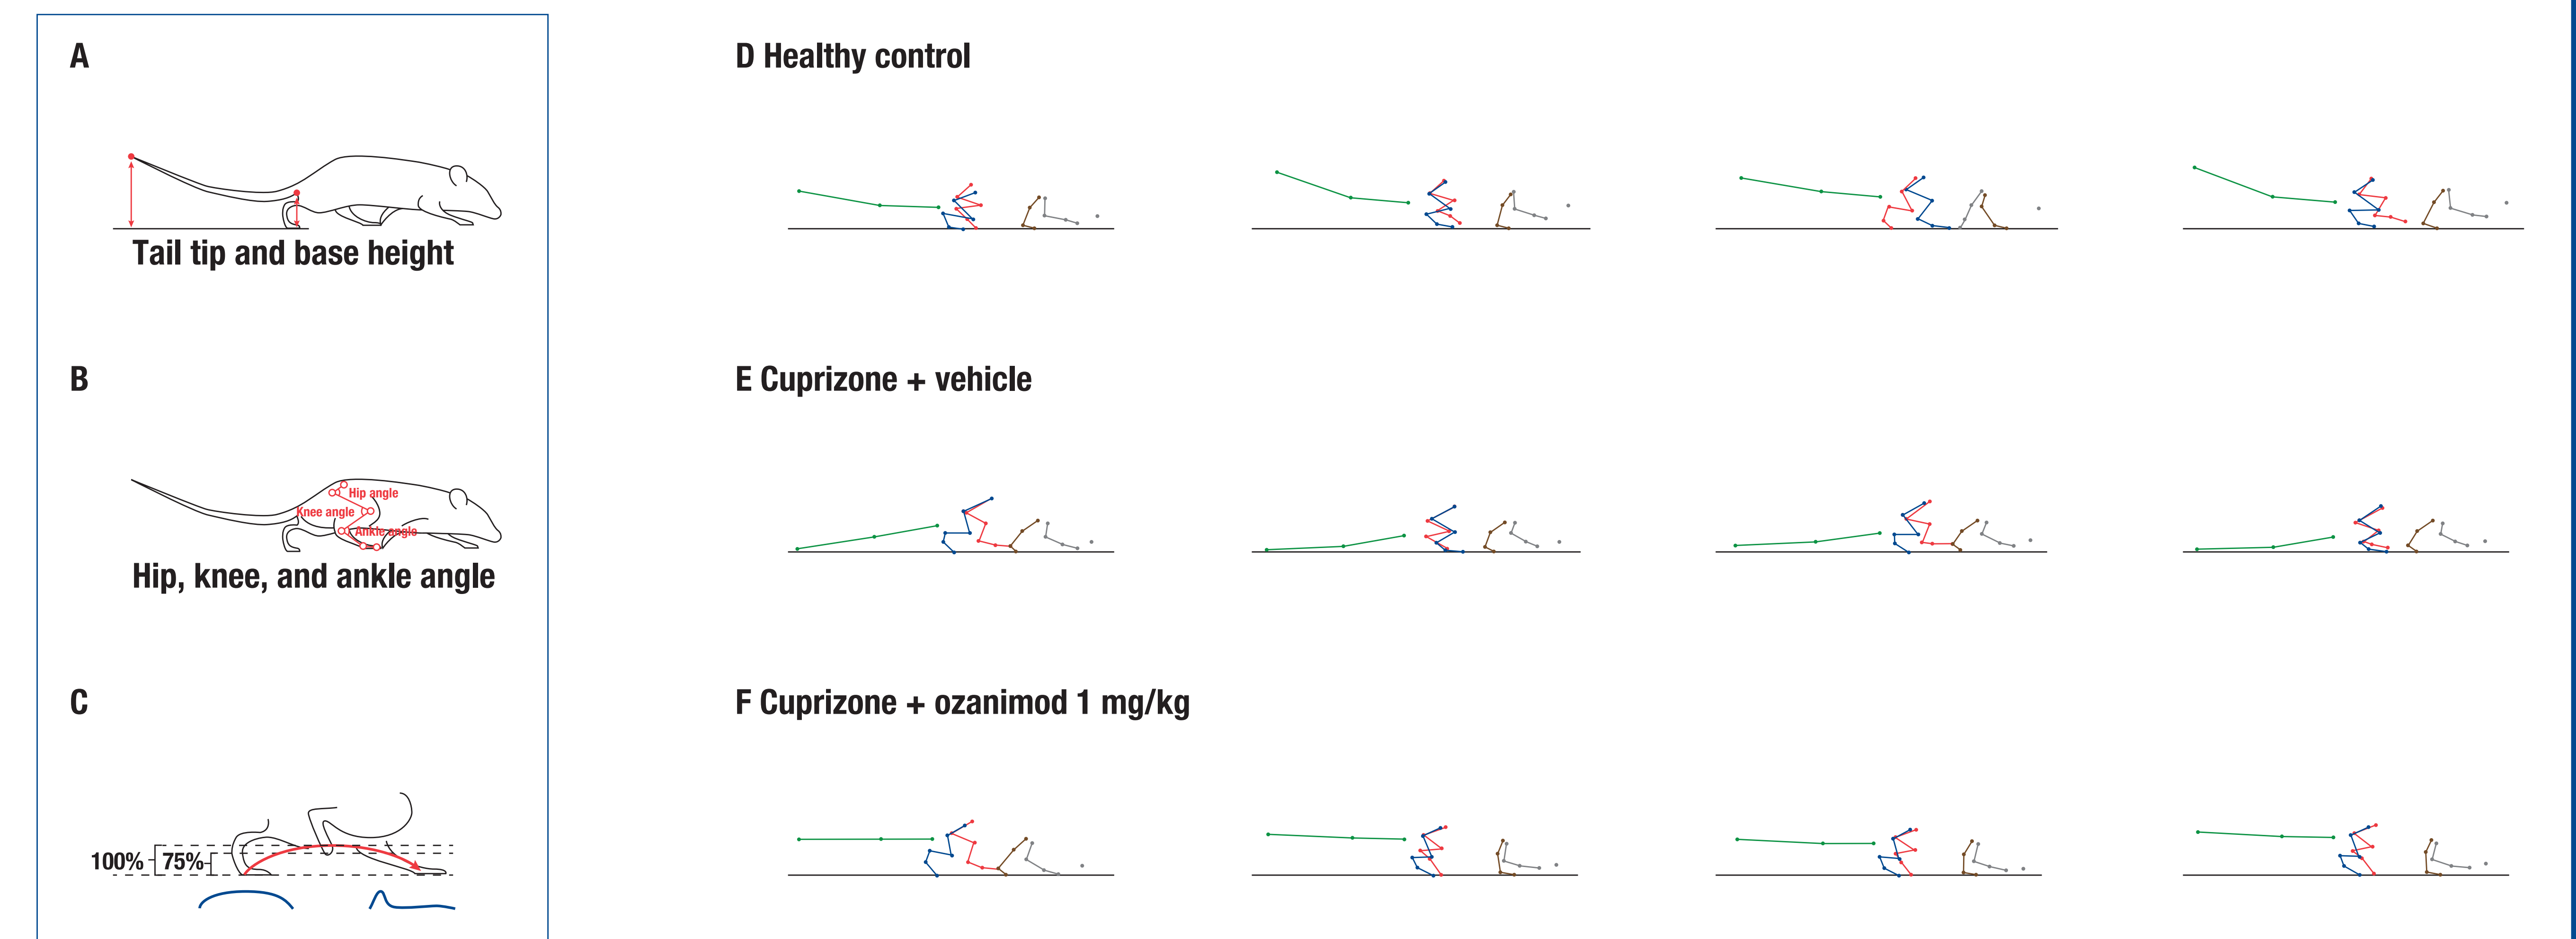 A
Tail tip and base height
B
Hip angle
Knee angle
Ankle angle
Hip, knee, and ankle angle
C
100% 75%
D Healthy control
E Cuprizone + vehicle
F Cuprizone + ozanimod 1 mg/kg